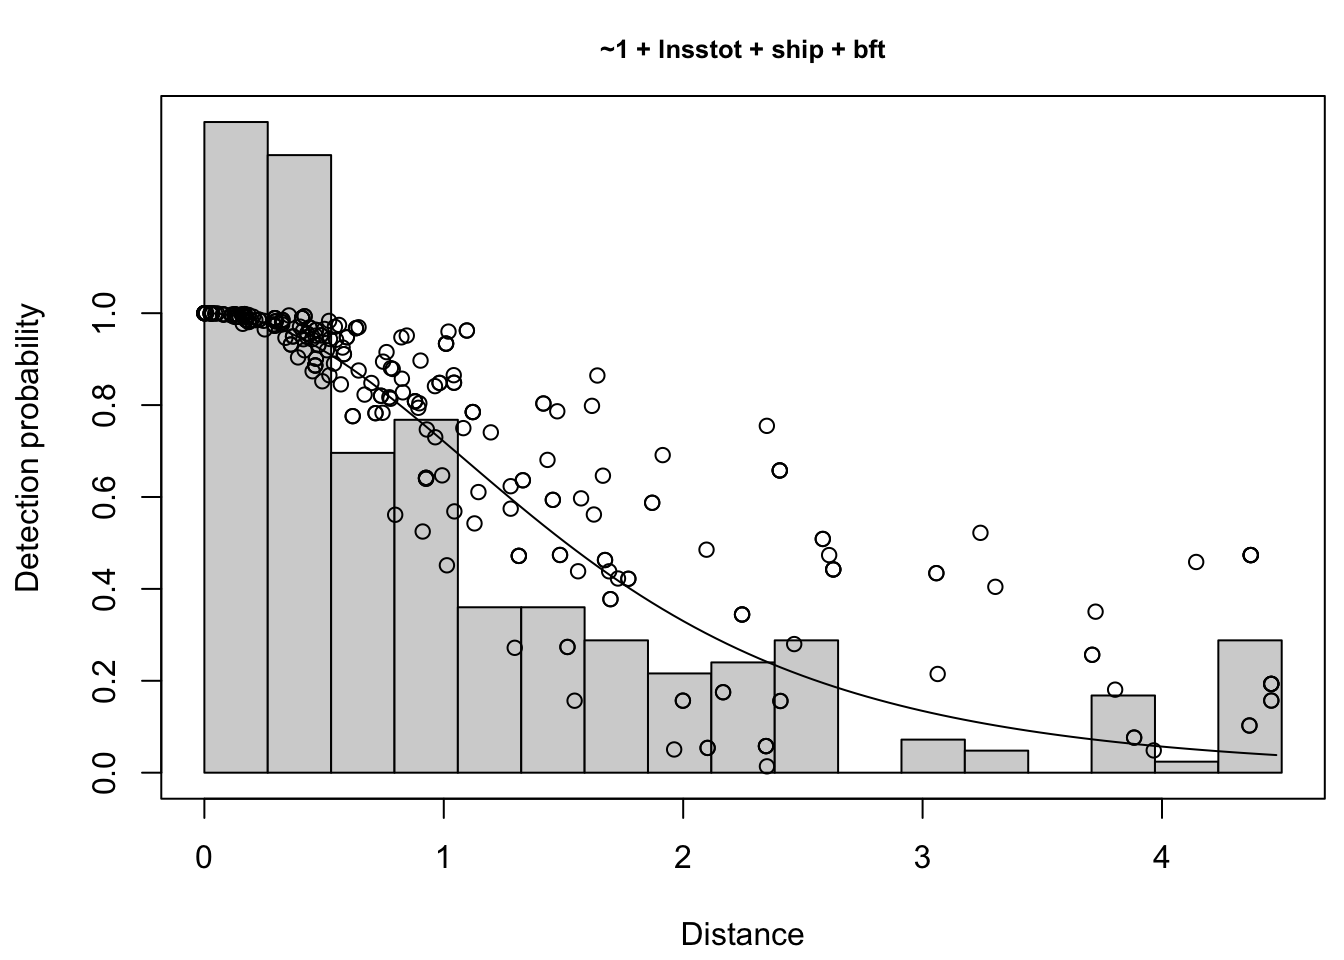 ~1 + lnsstot + ship + bft
Detection probability
1.0
0.8
0.6
0.4
0.2
0.0
0 1 2 3 4
Distance